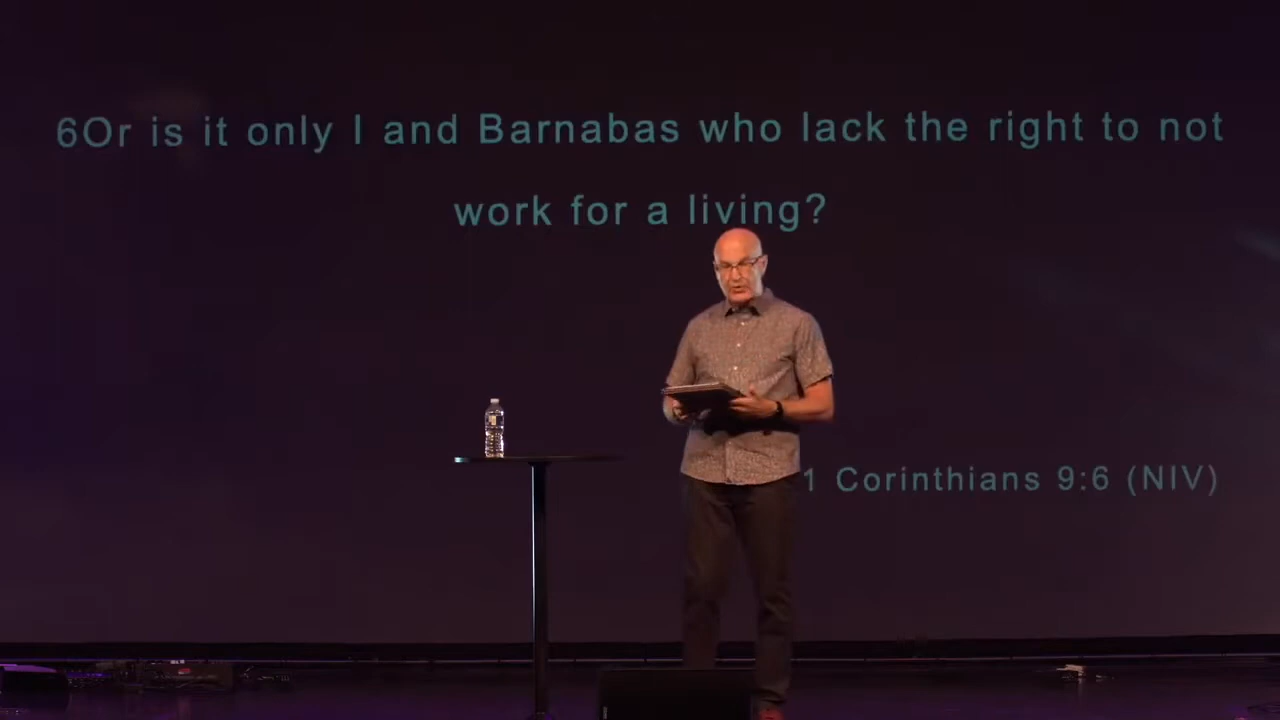 6Or is it only I and Barnabas who lack the right to not
work for a living?
1 Corinthians 9:6 (NIV)